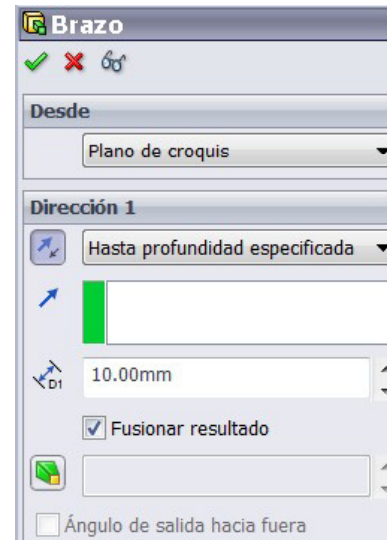 Brazo
Desde
Plano de croquis
Dirección 1
Hasta profundidad especificada
D1
10.00mm
Fusionar resultado
Ángulo de salida hacia fuera